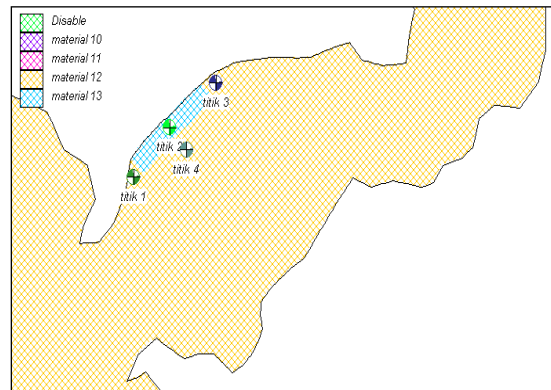 Disable
material 10
material 11
material 12
material 13
titik 3
titik 2
titik 4
titik 1